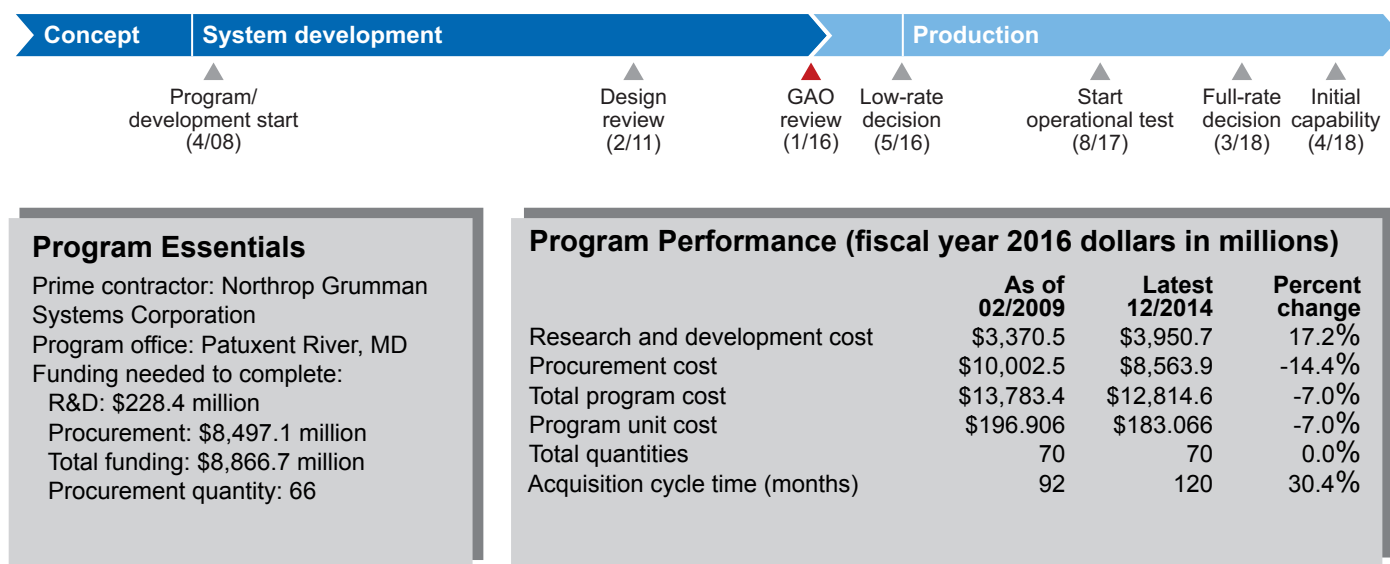 Concept
System development
Production
Program/
development start
(4/08)
Design
review
(2/11)
GAO
review
(1/16)
Low-rate
decision
(5/16)
Start
operational test
(8/17)
Full-rate
decision
(3/18)
Initial
capability
(4/18)
Program Essentials
Prime contractor: Northrop Grumman
Systems Corporation
Program office: Patuxent River, MD
Funding needed to complete:
R&D: $228.4 million
Procurement: $8,497.1 million
Total funding: $8,866.7 million
Procurement quantity: 66
Program Performance (fiscal year 2016 dollars in millions)
As of Latest Percent
02/2009 12/2014 change
Research and development cost $3,370.5 $3,950.7 17.2%
Procurement cost $10,002.5 $8,563.9 -14.4%
Total program cost $13,783.4 $12,814.6 -7.0%
Program unit cost $196.906 $183.066 -7.0%
Total quantities 70 70 0.0%
Acquisition cycle time (months) 92 120 30.4%